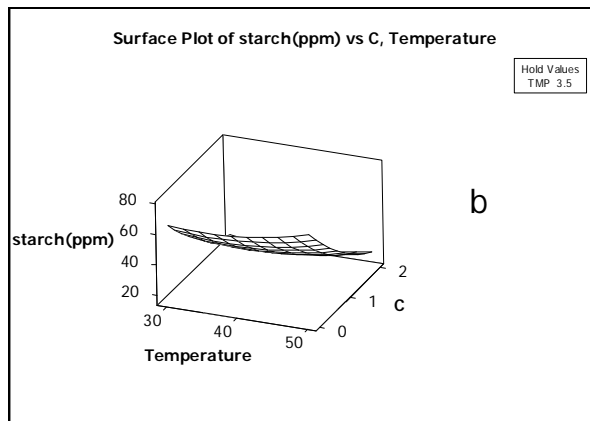 Surface Plot of starch(ppm) vs C, Temperature
Hold Values
TMP 3.5
b
80
60
40
20
starch(ppm)
30
40
50
Temperature
0
1
2
C